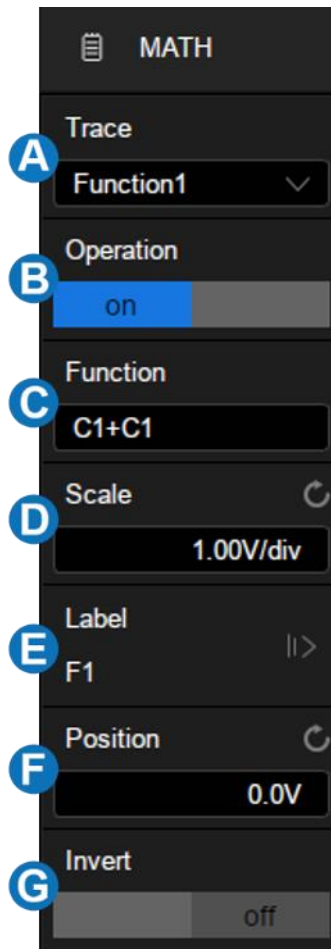 MATH
Trace
A
Function1
Operation
B
on
Function
C
C1+C1
Scale
D
1.00V/div
Label
E
F1
Position
F
0.0V
Invert
G
off